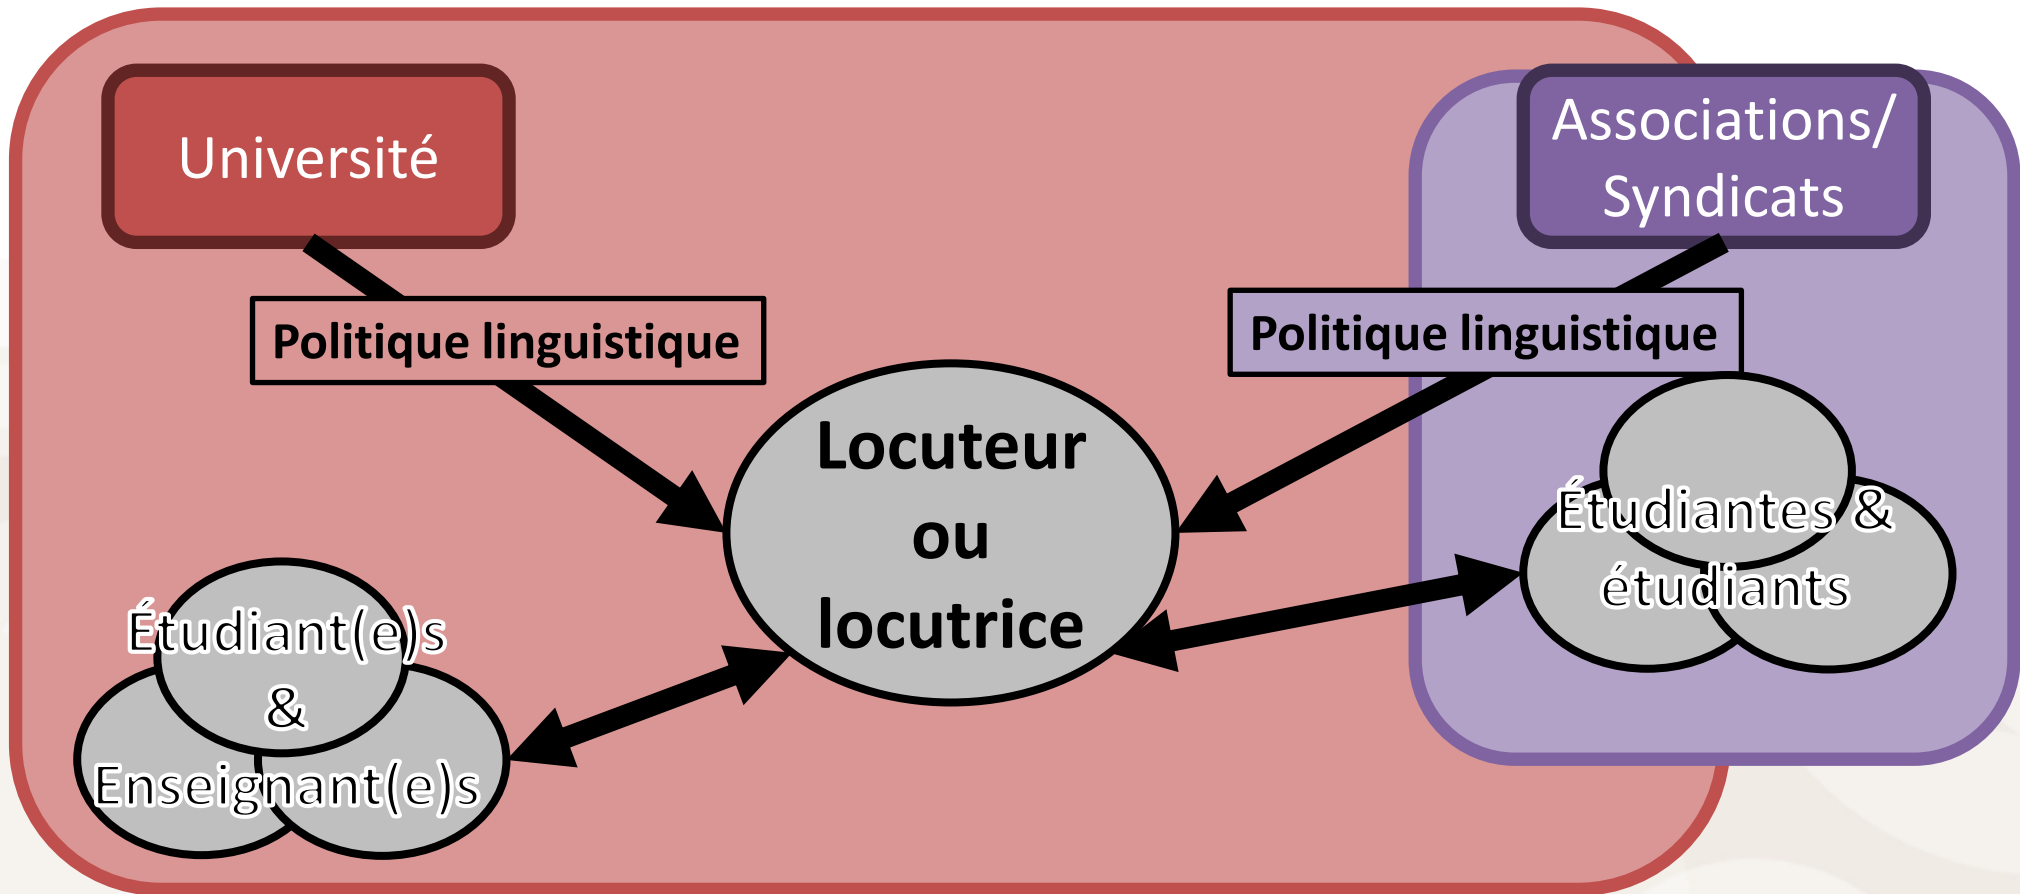 Université
Associations/
Syndicats
Politique linguistique
Politique linguistique
Locuteur
ou
locutrice
Étudiantes &
étudiants
Étudiant(e)s
&
Enseignant(e)s